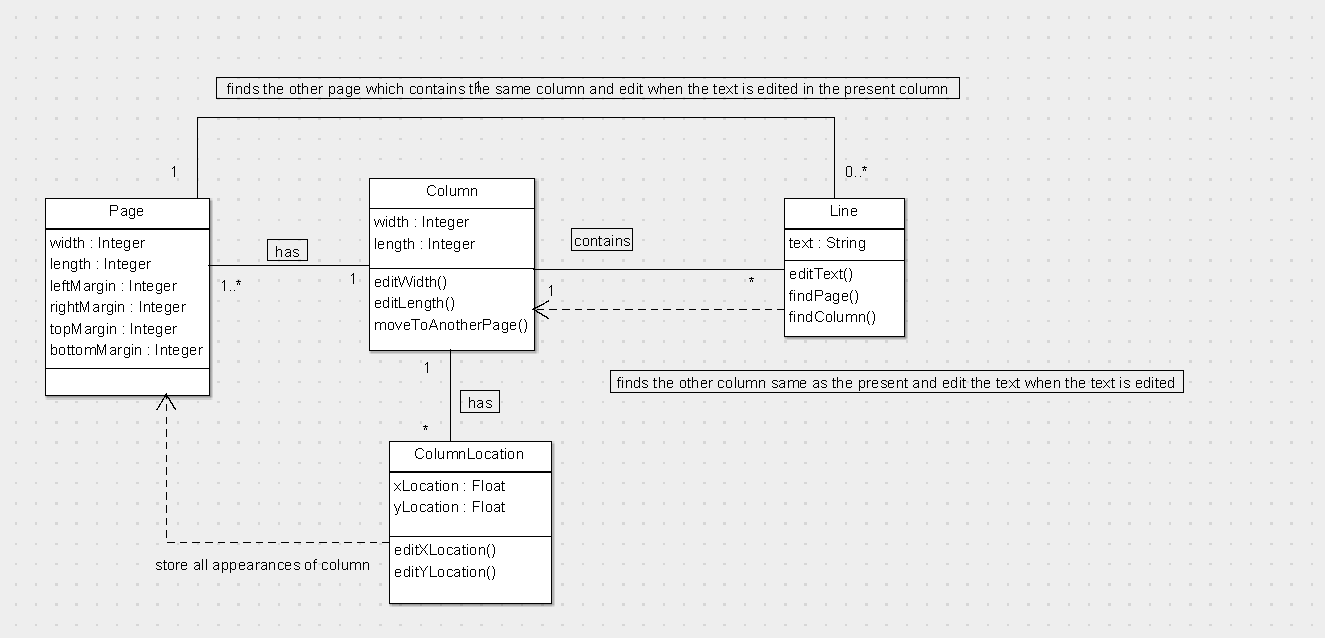 1
finds the other page which contains the same column and edit when the text is edited in the present column
1
0..*
Page
width : Integer
length : Integer
leftMargin : Integer
rightMargin : Integer
topMargin : Integer
bottomMargin : Integer
has
1..*
1
Column
width : Integer
length : Integer
editWidth()
editLength()
moveToAnotherPage()
contains
*
1
Line
text : String
editText()
findPage()
findColumn()
finds the other column same as the present and edit the text when the text is edited
1
has
*
ColumnLocation
xLocation : Float
yLocation : Float
editXLocation()
editYLocation()
store all appearances of column